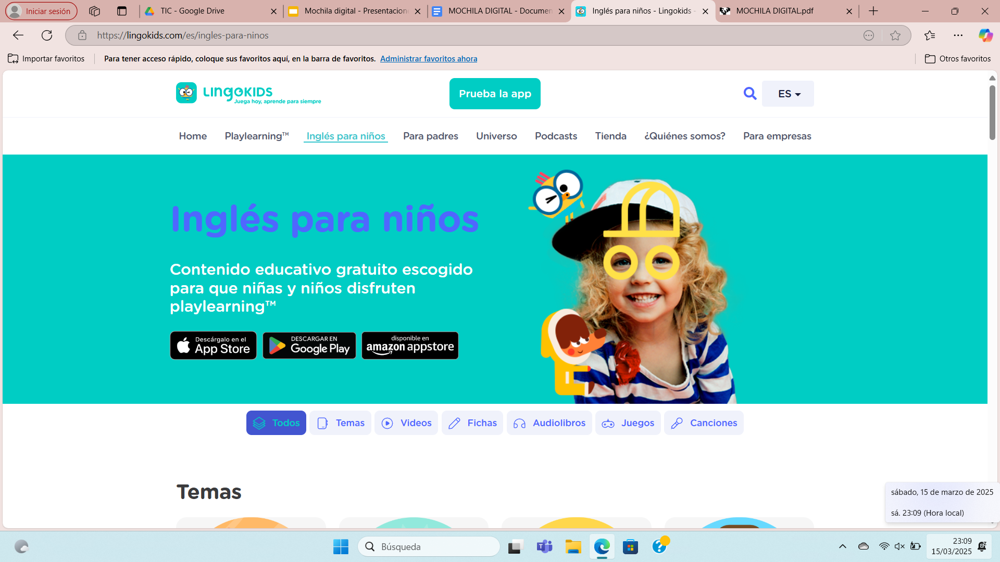 Iniciar sesión
TIC - Google Drive
Mochila digital - Presentacione
MOCHILA DIGITAL - Documen
Inglés para niños - Lingokids -
MOCHILA DIGITAL.pdf
https://lingokids.com/es/ingles-para-ninos
Importar favoritos
Para tener acceso rápido, coloque sus favoritos aquí, en la barra de favoritos. Administrar favoritos ahora
Otros favoritos
LINGOKIDS
Juega hoy, aprende para siempre
Prueba la app
ES
Home
Playlearning™
Inglés para niños
Para padres
Universo
Podcasts
Tienda
¿Quiénes somos?
Para empresas
Inglés para niños
Contenido educativo gratuito escogido
para que niñas y niños disfruten
playlearning™
Descárgalo en el
App Store
DESCARGAR EN
Google Play
disponible en
amazon appstore
Todos
Temas
Videos
Fichas
Audiolibros
Juegos
Canciones
Temas
sábado, 15 de marzo de 2025
sá. 23:09 (Hora local)
Búsqueda
23:09
15/03/2025